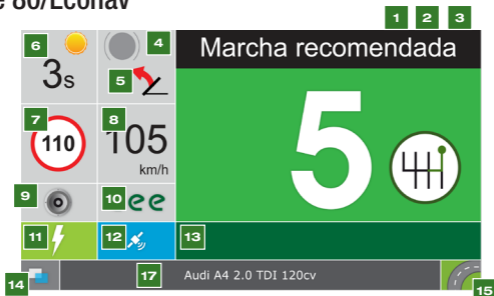 e 80/Econav
1 2 3
6 4 Marcha recomendada
3s 5
7 8 5
110 105
km/h
9 10 ee
11 12 13
14 17 Audi A4 2.0 TDI 120cv 15